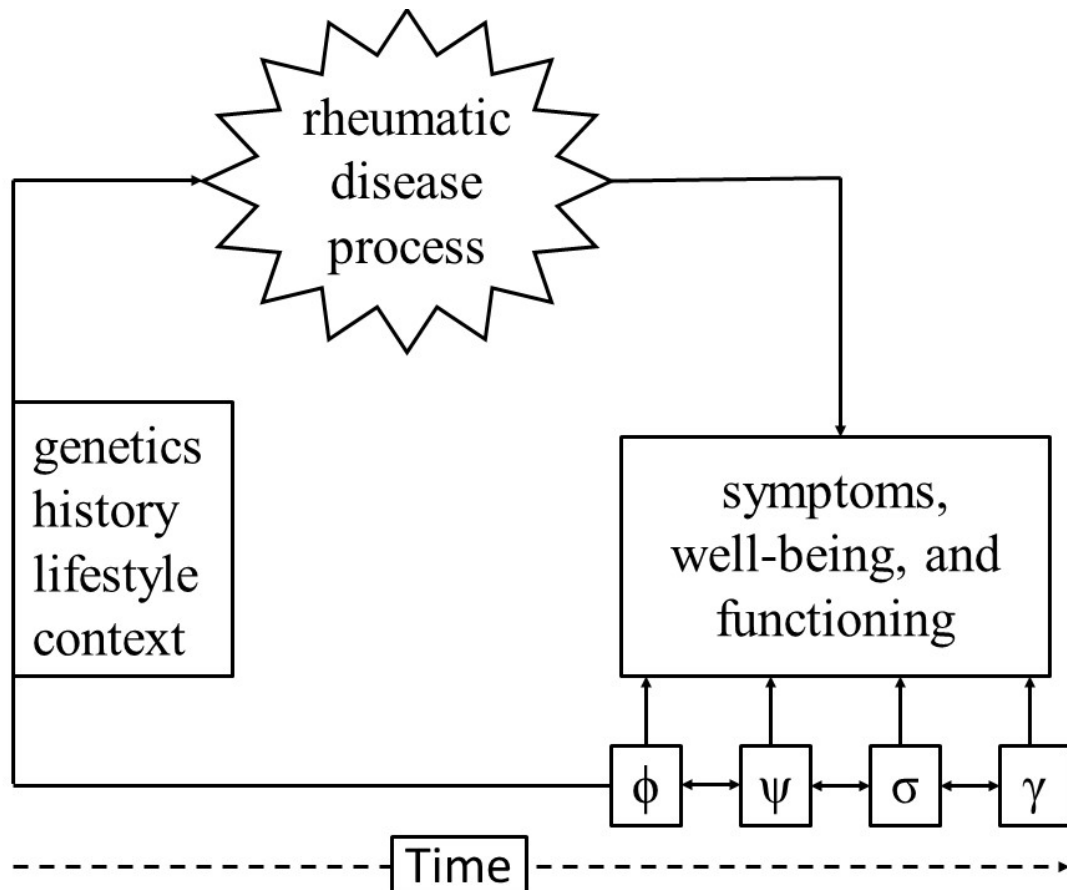 rheumatic
disease
process
genetics
history
lifestyle
context
symptoms,
well-being, and
functioning
ϕ
ψ
σ
γ
Time